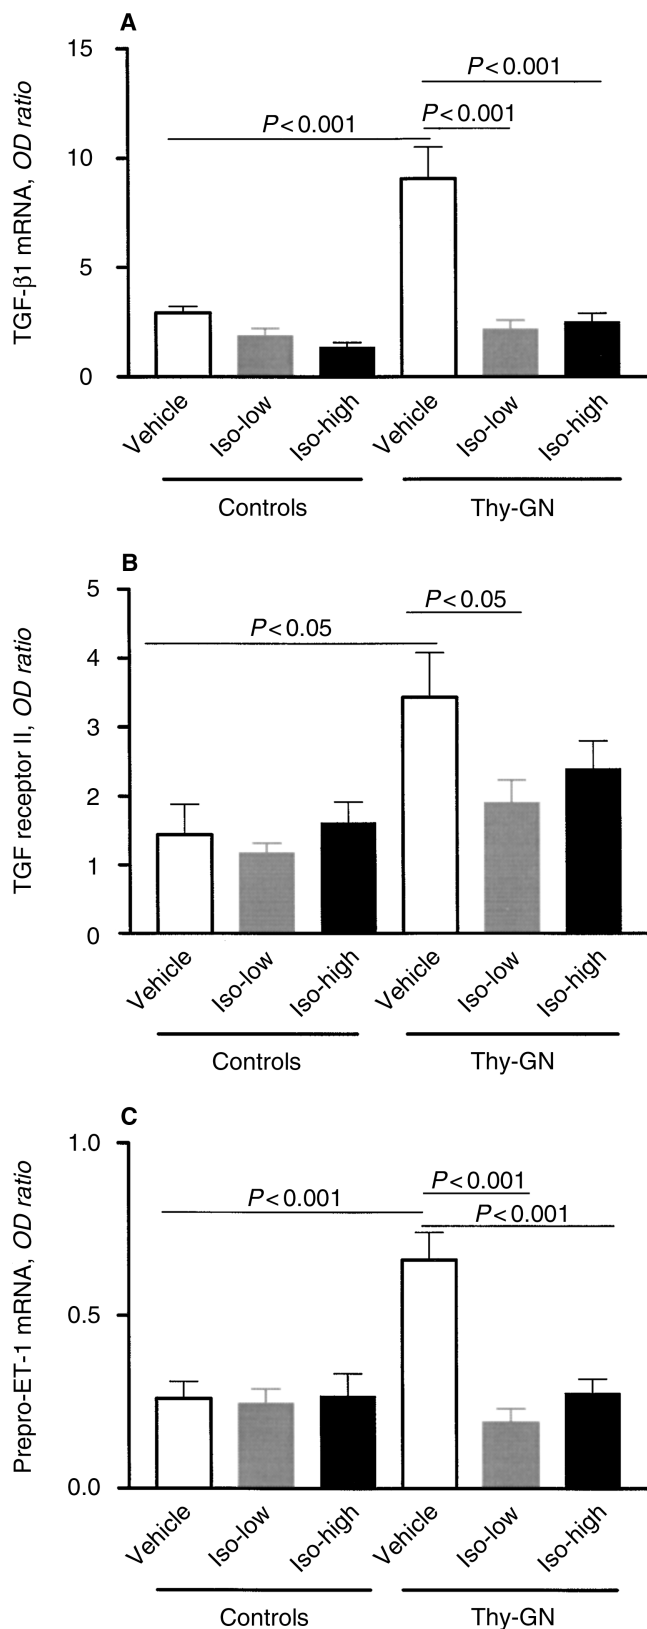 A
TGF-β1 mRNA, OD ratio
15
10
5
0
P<0.001
P<0.001
P<0.001
Vehicle
Iso-low
Iso-high
Vehicle
Iso-low
Iso-high
Controls
Thy-GN
B
TGF receptor II, OD ratio
5
4
3
2
1
0
P<0.05
P<0.05
Vehicle
Iso-low
Iso-high
Vehicle
Iso-low
Iso-high
Controls
Thy-GN
C
Prepro-ET-1 mRNA, OD ratio
1.0
0.5
0.0
P<0.001
P<0.001
P<0.001
Vehicle
Iso-low
Iso-high
Vehicle
Iso-low
Iso-high
Controls
Thy-GN